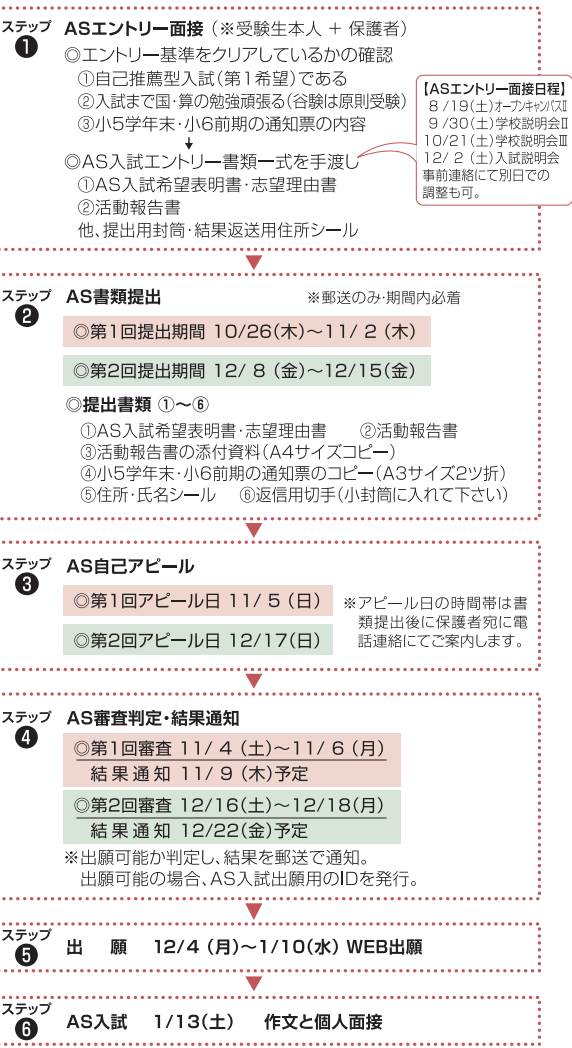 ステップ
❶
ASエントリー面接（※受験生本人 + 保護者）
◎エントリー基準をクリアしているかの確認
①自己推薦型入試(第1希望)である
②入試まで国・算の勉強頑張る(谷験は原則受験)
③小5学年末・小6前期の通知票の内容
↓
◎AS入試エントリー書類一式を手渡し
①AS入試希望表明書・志望理由書
②活動報告書
他、提出用封筒・結果返送用住所シール
【ASエントリー面接日程】
8/19(土)オープンキャンパスⅡ
9/30(土)学校説明会Ⅱ
10/21(土)学校説明会Ⅲ
12/ 2 (土)入試説明会
事前連絡にて別日での
調整も可。
ステップ
❷
AS書類提出 ※郵送のみ・期間内必着
◎第1回提出期間 10/26(木)～11/ 2 (木)
◎第2回提出期間 12/ 8 (金)～12/15(金)
◎提出書類 ①～⑥
①AS入試希望表明書・志望理由書 ②活動報告書
③活動報告書の添付資料(A4サイズコピー)
④小5学年末・小6前期の通知票のコピー(A3サイズ2ツ折)
⑤住所・氏名シール ⑥返信用切手(小封筒に入れて下さい)
ステップ
❸
AS自己アピール
◎第1回アピール日 11/ 5 (日)
◎第2回アピール日 12/17(日)
※アピール日の時間帯は書
類提出後に保護者宛に電
話連絡にてご案内します。
ステップ
❹
AS審査判定・結果通知
◎第1回審査 11/ 4 (土)～11/ 6 (月)
結果通知 11/ 9 (木)予定
◎第2回審査 12/16(土)～12/18(月)
結果通知 12/22(金)予定
※出願可能か判定し、結果を郵送で通知。
出願可能の場合、AS入試出願用のIDを発行。
ステップ
❺
出 願 12/4 (月)～1/10(水) WEB出願
ステップ
❻
AS入試 1/13(土) 作文と個人面接